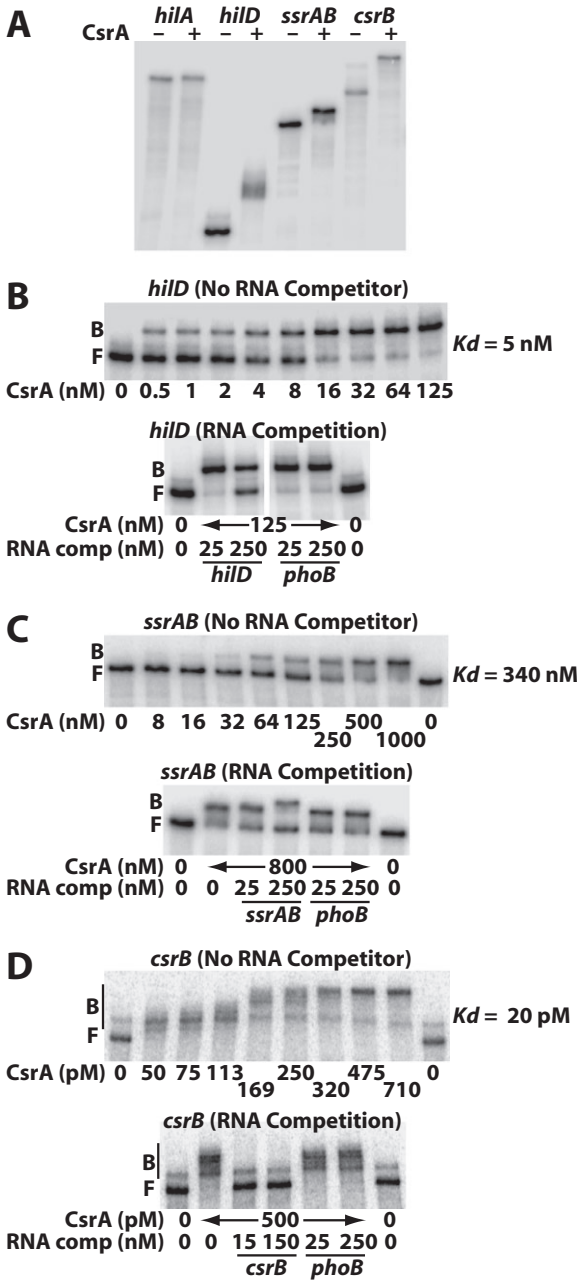 A
hilA hilD ssrAB csrB
CsrA – + – + – + – +
B
hilD (No RNA Competitor)
B
F
Kd = 5 nM
CsrA (nM) 0 0.5 1 2 4 8 16 32 64 125
hilD (RNA Competition)
B
F
CsrA (nM) 0 125 0
RNA comp (nM) 0 25 250 25 250 0
hilD phoB
C
ssrAB (No RNA Competitor)
B
F
Kd = 340 nM
CsrA (nM) 0 8 16 32 64 125 500 0
250 1000
ssrAB (RNA Competition)
B
F
CsrA (nM) 0 800 0
RNA comp (nM) 0 0 25 250 25 250 0
ssrAB phoB
D
csrB (No RNA Competitor)
B
F
Kd = 20 pM
CsrA (pM) 0 50 75 113 250 475 0
169 320 710
csrB (RNA Competition)
B
F
CsrA (pM) 0 500 0
RNA comp (nM) 0 0 15 150 25 250 0
csrB phoB